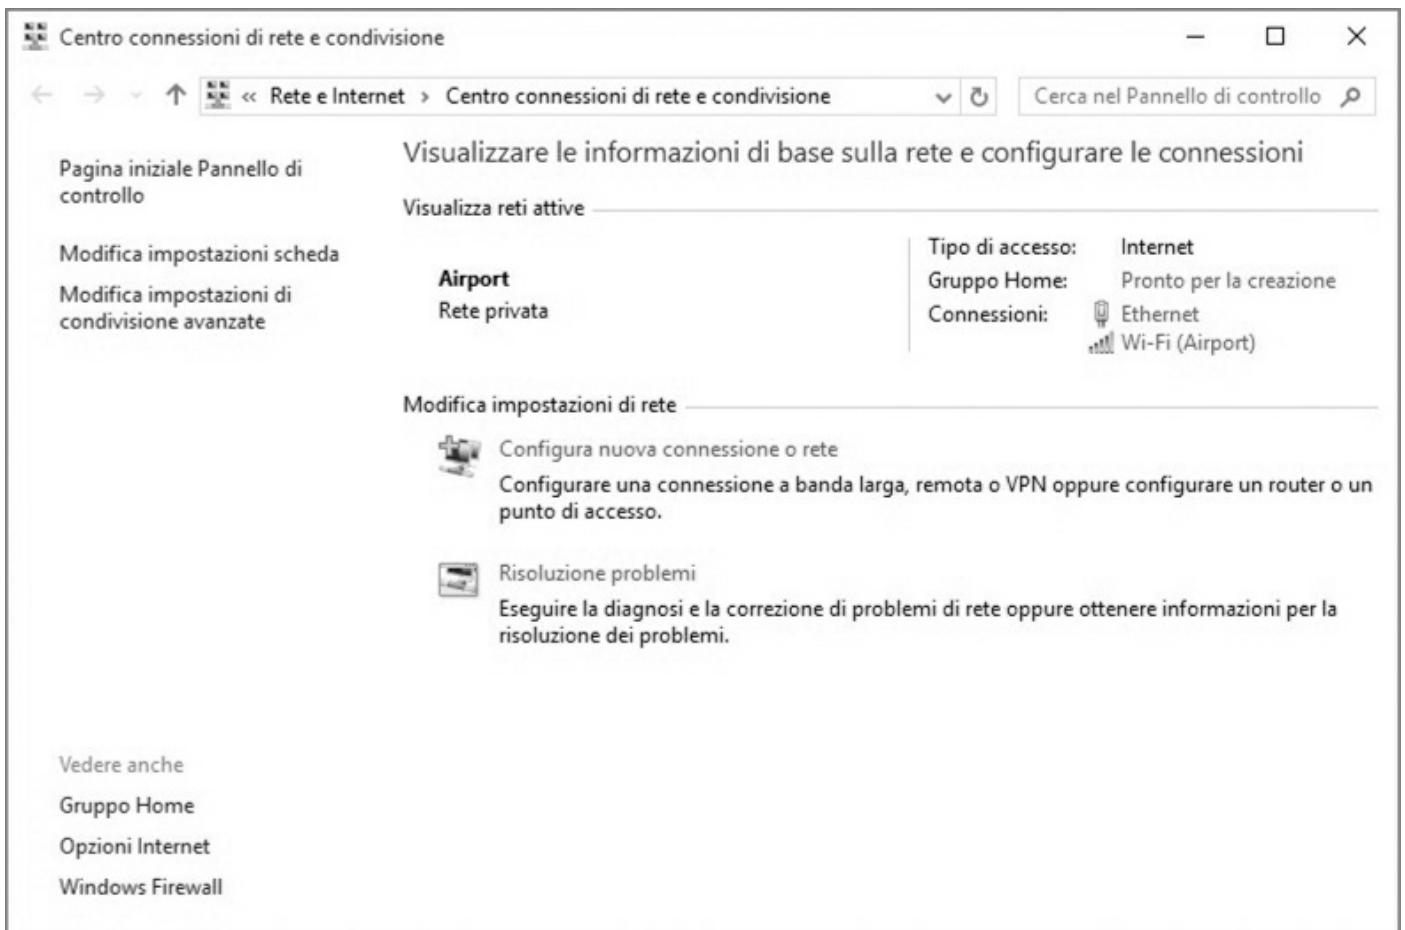 Centro connessioni di rete e condivisione
« Rete e Internet › Centro connessioni di rete e condivisione
Cerca nel Pannello di controllo
Pagina iniziale Pannello di
controllo
Modifica impostazioni scheda
Modifica impostazioni di
condivisione avanzate
Visualizzare le informazioni di base sulla rete e configurare le connessioni
Visualizza reti attive
Airport
Rete privata
Tipo di accesso: Internet
Gruppo Home: Pronto per la creazione
Connessioni: Ethernet
Wi-Fi (Airport)
Modifica impostazioni di rete
Configura nuova connessione o rete
Configurare una connessione a banda larga, remota o VPN oppure configurare un router o un
punto di accesso.
Risoluzione problemi
Eseguire la diagnosi e la correzione di problemi di rete oppure ottenere informazioni per la
risoluzione dei problemi.
Vedere anche
Gruppo Home
Opzioni Internet
Windows Firewall